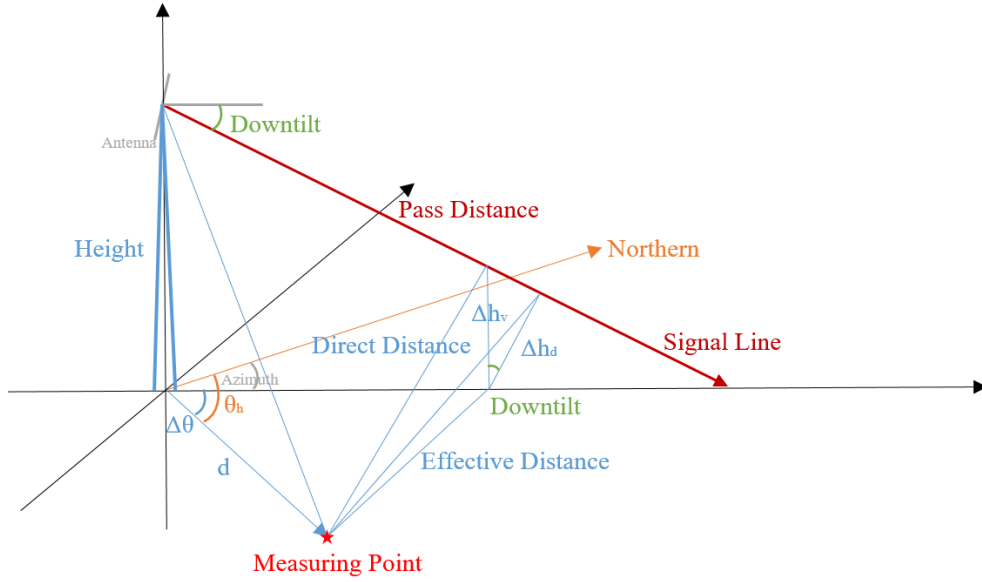 Downtilt
Antenna
Pass Distance
Height
Northern
Δhᵥ
Direct Distance
Δh_d
Signal Line
Azimuth
θₕ
Downtilt
Δθ
d
Effective Distance
Measuring Point